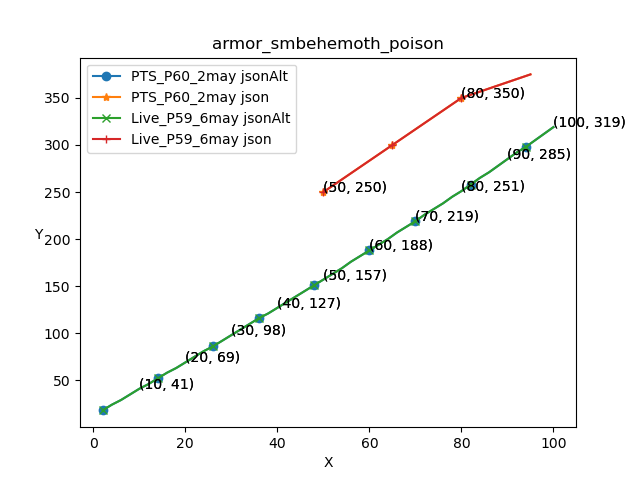 armor_smbehemoth_poison
PTS_P60_2may jsonAlt
PTS_P60_2may json
Live_P59_6may jsonAlt
Live_P59_6may json
350
300
250
200
150
100
50
Y
(80, 350)
(100, 319)
(90, 285)
(50, 250)
(80, 251)
(70, 219)
(60, 188)
(50, 157)
(40, 127)
(30, 98)
(20, 69)
(10, 41)
0 20 40 60 80 100
X